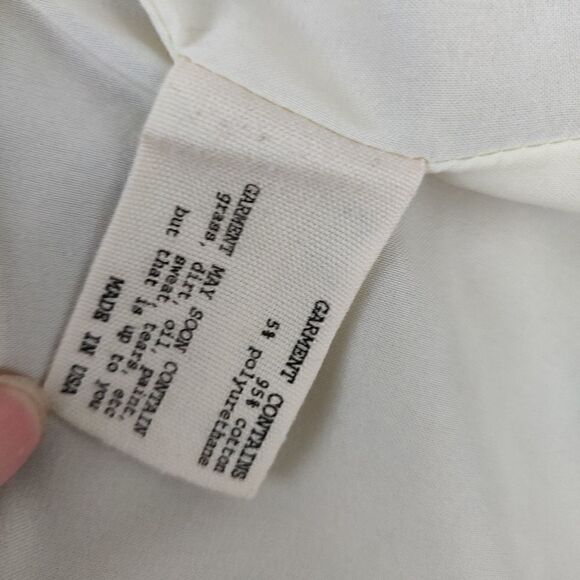 GARMENT CONTAINS
95% cotton
5% polyurethane
GARMENT MAY SOON CONTAIN
grass, dirt, oil, paint,
sweat, tears etc
but that is up to you
MADE IN USA